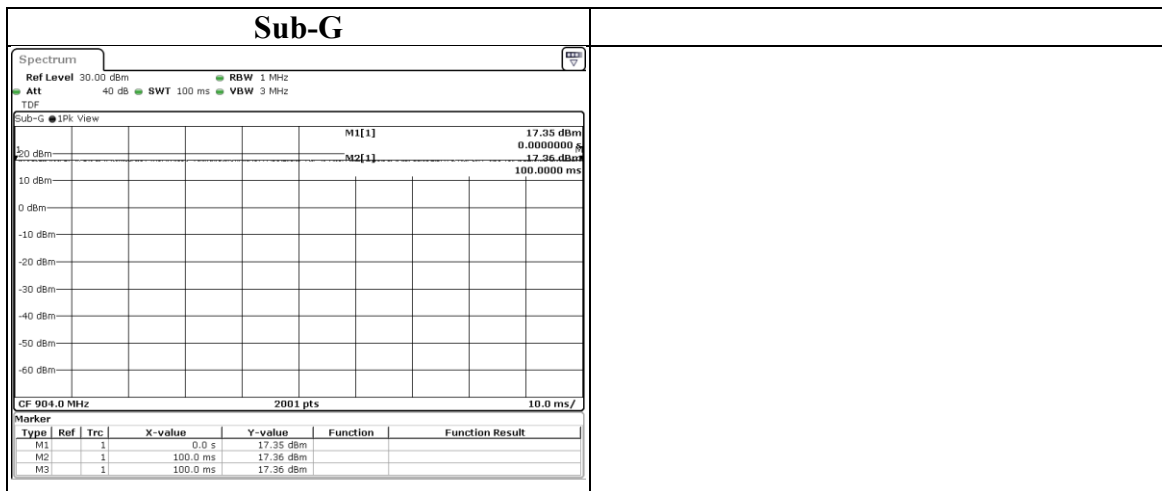 Sub-G
Spectrum
Ref Level 30.00 dBm RBW 1 MHz
Att 40 dB SWT 100 ms VBW 3 MHz
TDF
Sub-G 1Pk View
M1[1] 17.35 dBm
0.0000000 s
M2[1] 17.36 dBm
100.0000 ms
1
20 dBm
10 dBm
0 dBm
-10 dBm
-20 dBm
-30 dBm
-40 dBm
-50 dBm
-60 dBm
CF 904.0 MHz 2001 pts 10.0 ms/
Marker
Type Ref Trc X-value Y-value Function Function Result
M1 1 0.0 s 17.35 dBm
M2 1 100.0 ms 17.36 dBm
M3 1 100.0 ms 17.36 dBm